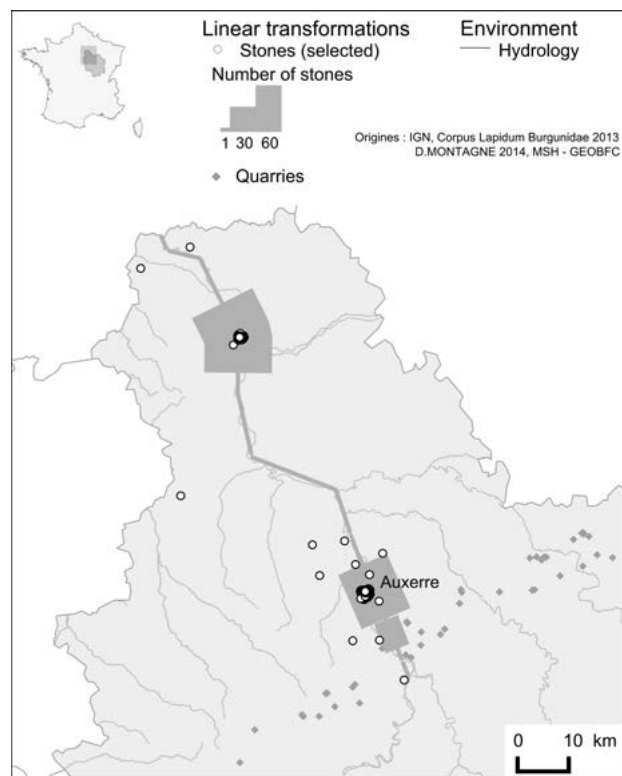 Linear transformations
Stones (selected)
Number of stones
1 30 60
Quarries
Environment
Hydrology
Origines : IGN, Corpus Lapidum Burgunidae 2013
D.MONTAGNE 2014, MSH - GEOBFC
Auxerre
0 10 km